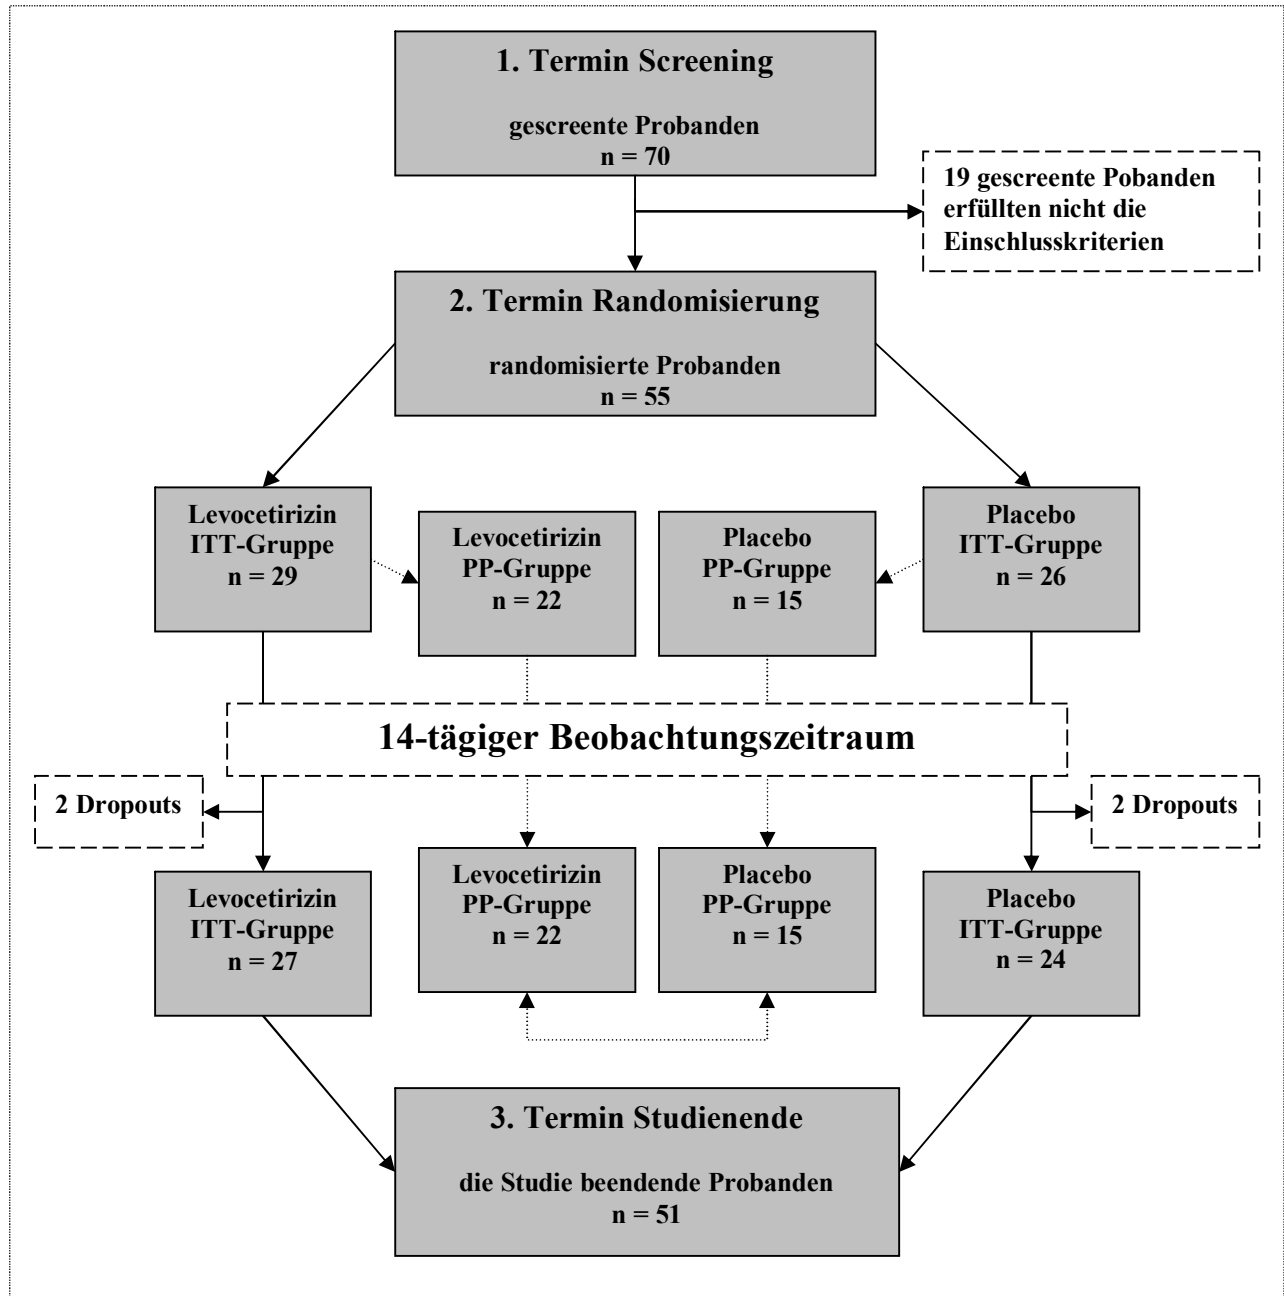 1. Termin Screening
gescreente Probanden
n = 70
19 gescreente Pobanden
erfüllten nicht die
Einschlusskriterien
2. Termin Randomisierung
randomisierte Probanden
n = 55
Levocetirizin
ITT-Gruppe
n = 29
Levocetirizin
PP-Gruppe
n = 22
Placebo
PP-Gruppe
n = 15
Placebo
ITT-Gruppe
n = 26
14-tägiger Beobachtungszeitraum
2 Dropouts
2 Dropouts
Levocetirizin
ITT-Gruppe
n = 27
Levocetirizin
PP-Gruppe
n = 22
Placebo
PP-Gruppe
n = 15
Placebo
ITT-Gruppe
n = 24
3. Termin Studienende
die Studie beendende Probanden
n = 51